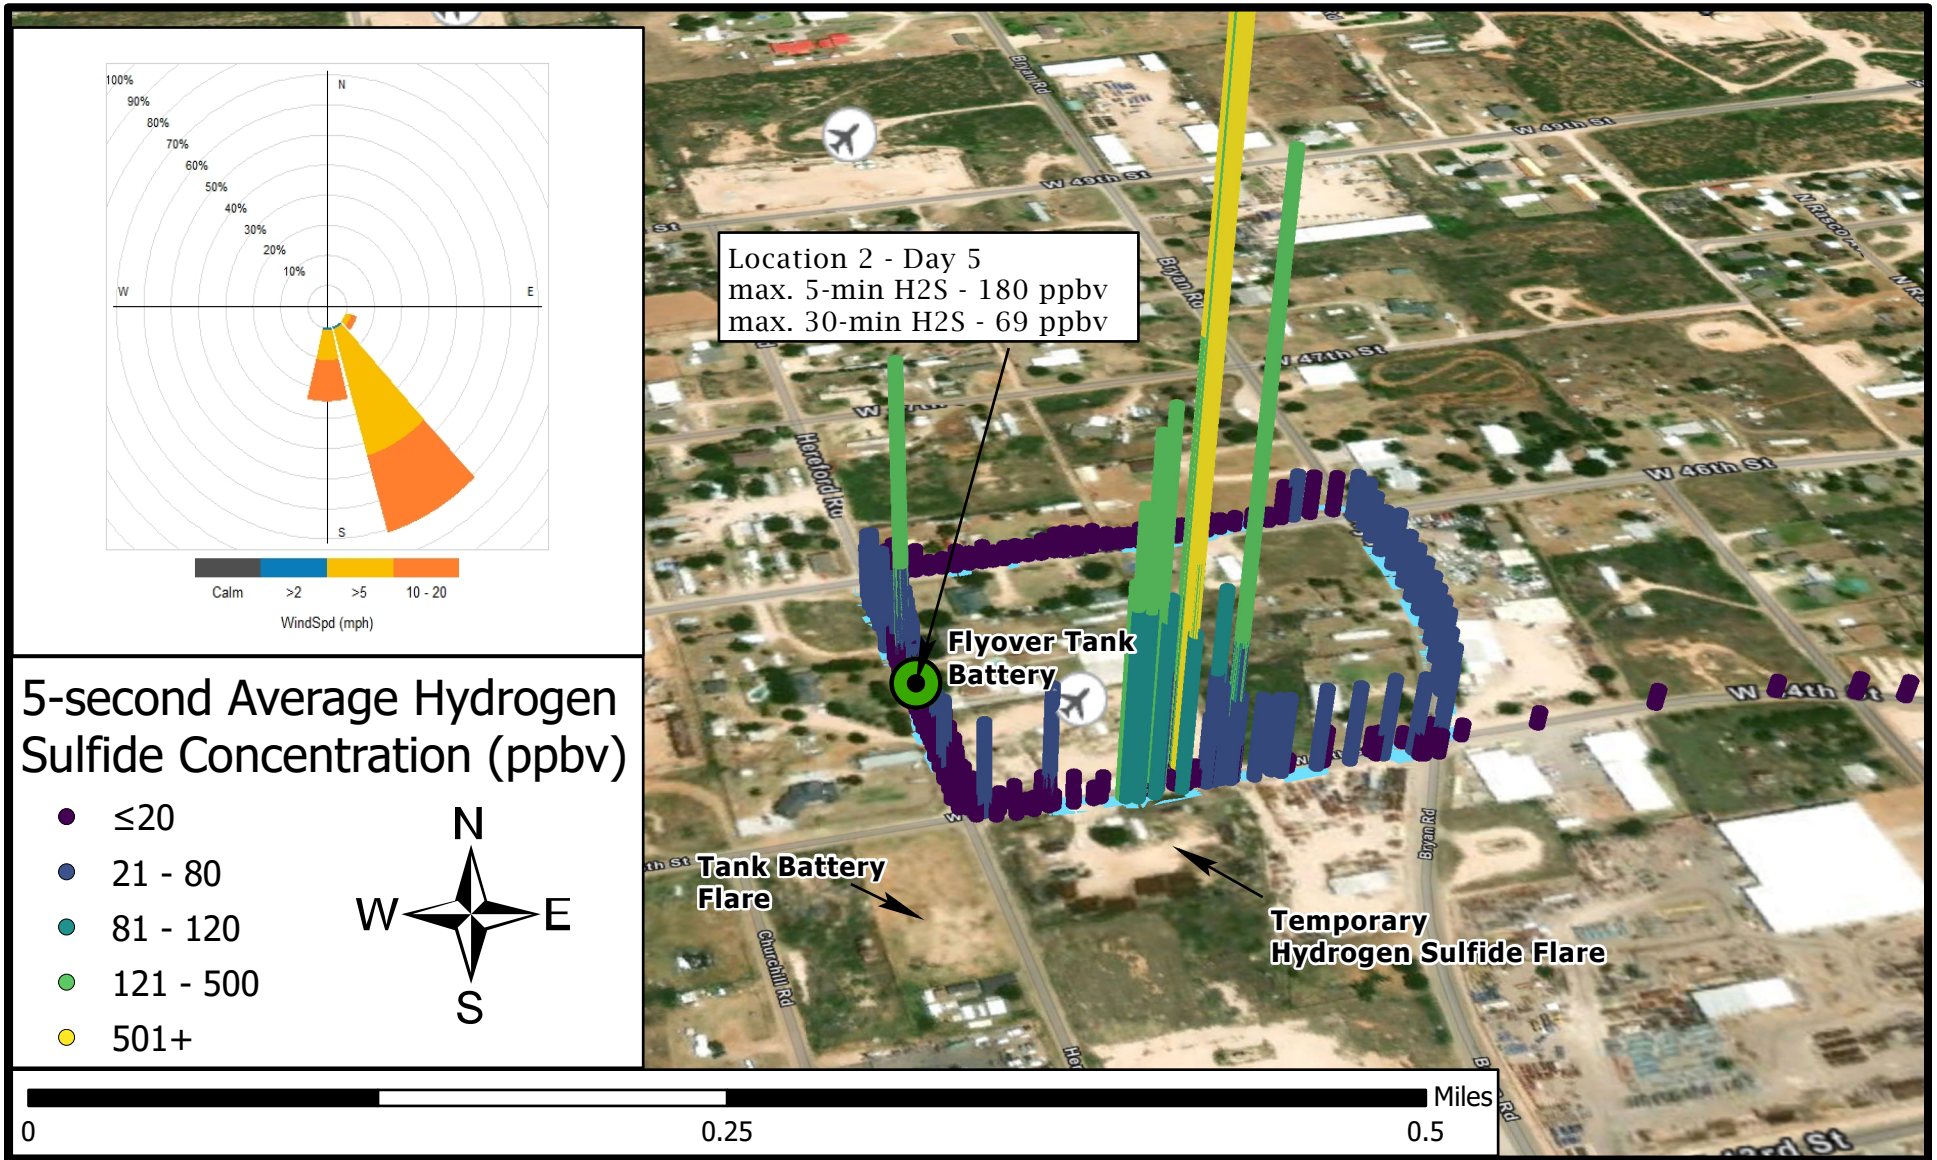 100%
90%
80%
70%
60%
50%
40%
30%
20%
10%
N
W
E
S
Calm
>2
>5
10 - 20
WindSpd (mph)
5-second Average Hydrogen
Sulfide Concentration (ppbv)
≤20
21 - 80
81 - 120
121 - 500
501+
N
W
E
S
0
0.25
0.5
Miles
Location 2 - Day 5
max. 5-min H2S - 180 ppbv
max. 30-min H2S - 69 ppbv
Flyover Tank
Battery
Tank Battery
Flare
Temporary
Hydrogen Sulfide Flare
Bryan Rd
W 49th St
W 49th St
St
Bryan Rd
W 47th St
Hereford Rd
W 46th St
Bryan Rd
Churchill Rd